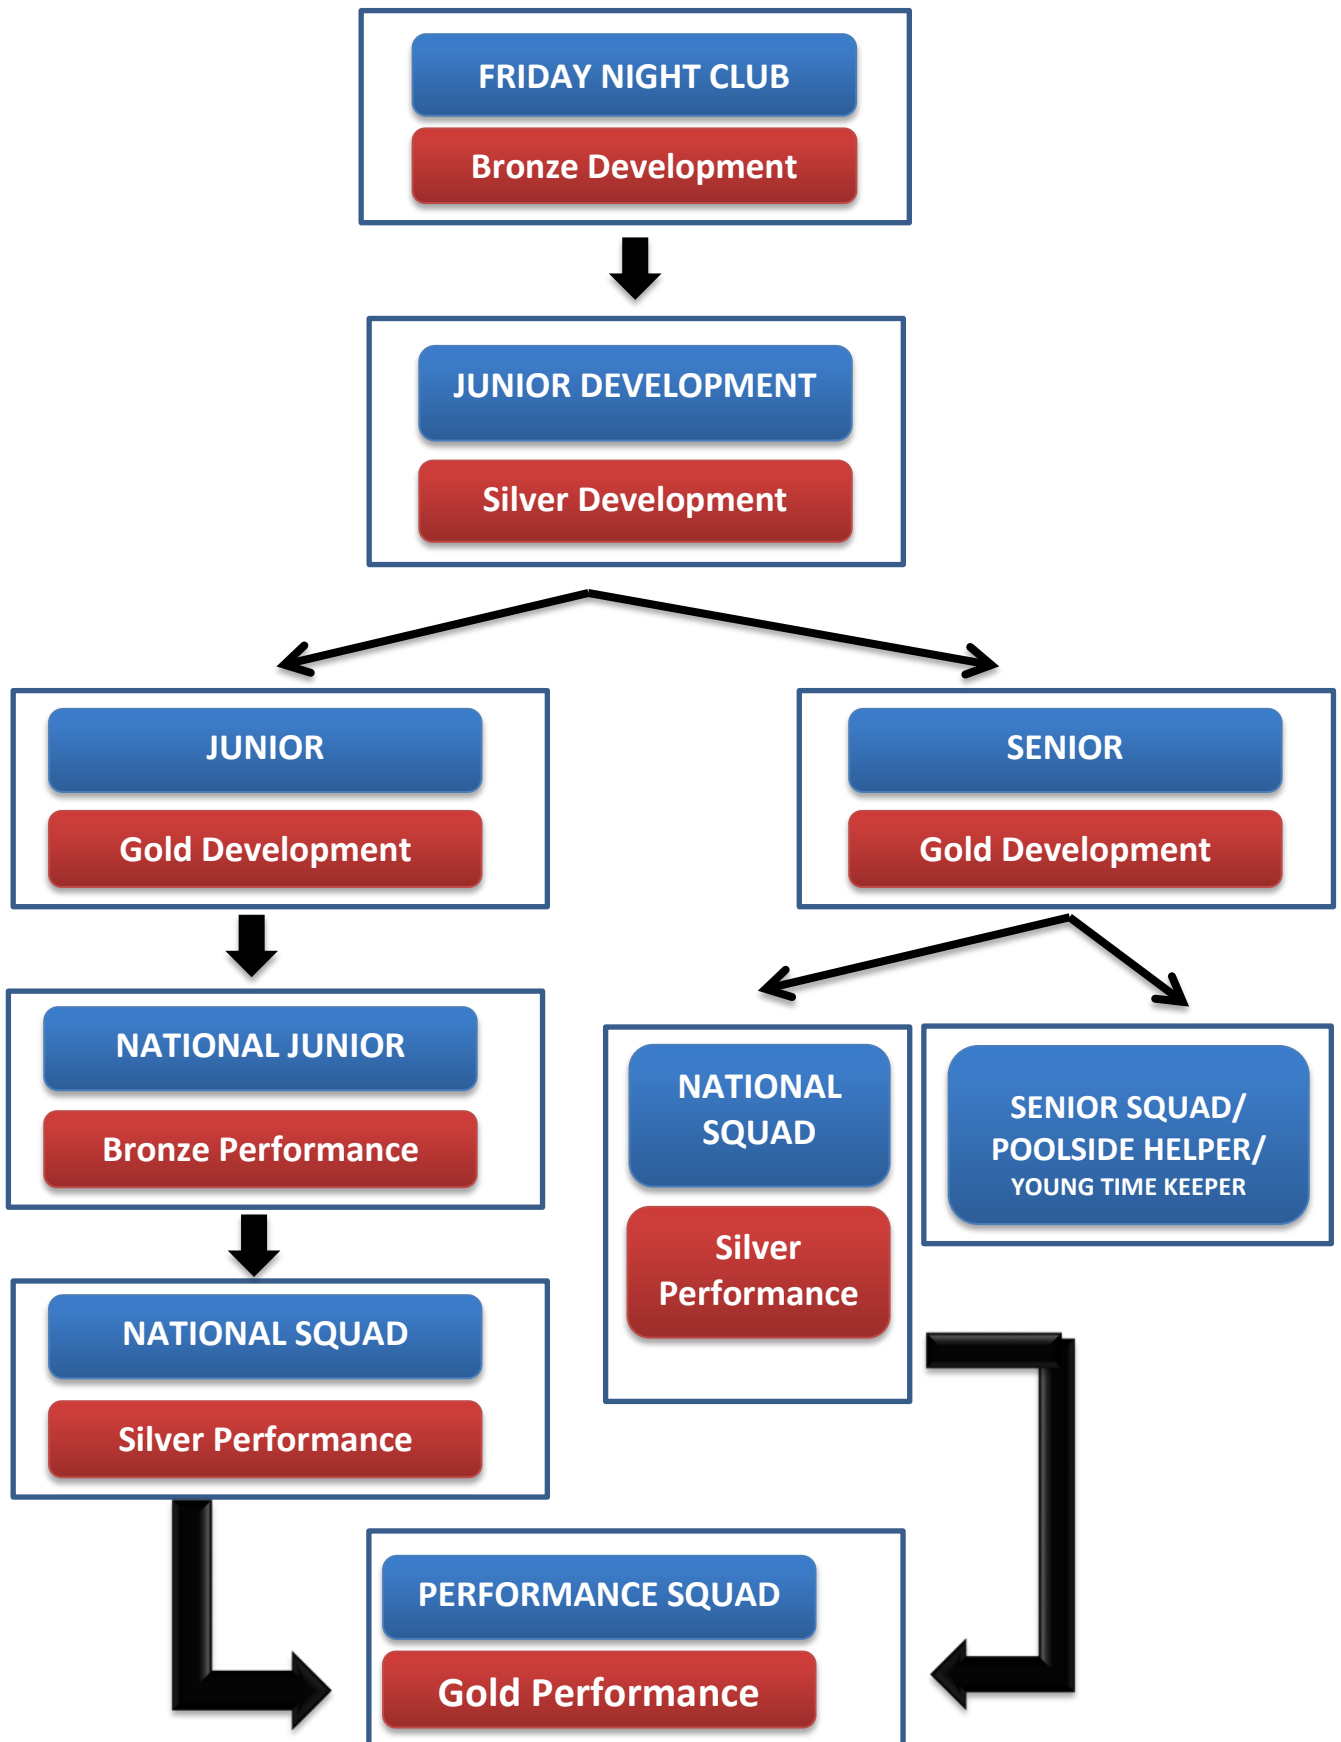 FRIDAY NIGHT CLUB
Bronze Development
JUNIOR DEVELOPMENT
Silver Development
JUNIOR
Gold Development
SENIOR
Gold Development
NATIONAL JUNIOR
Bronze Performance
NATIONAL
SQUAD
Silver
Performance
SENIOR SQUAD/
POOLSIDE HELPER/
YOUNG TIME KEEPER
NATIONAL SQUAD
Silver Performance
PERFORMANCE SQUAD
Gold Performance